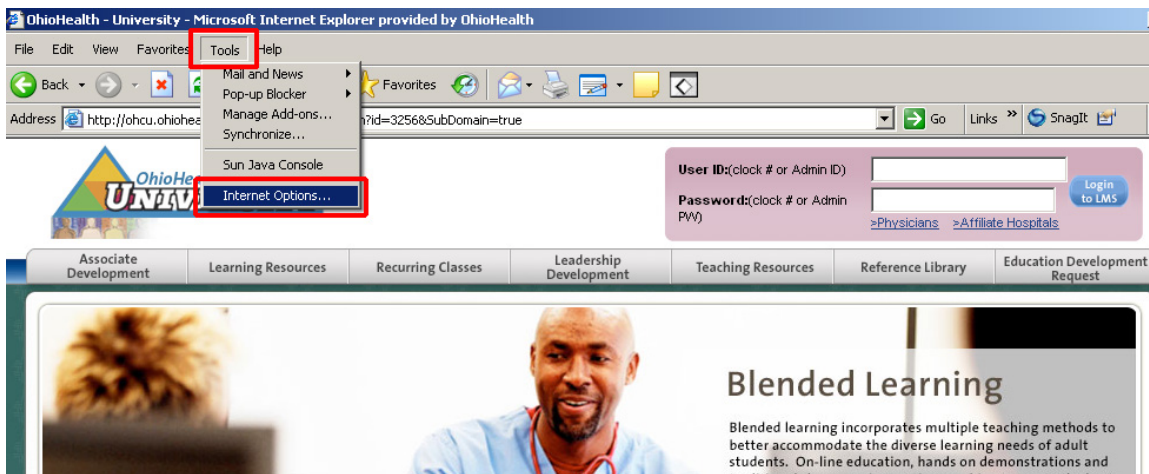 OhioHealth - University - Microsoft Internet Explorer provided by OhioHealth
File Edit View Favorites Tools Help
Back Favorites
Mail and News
Pop-up Blocker
Manage Add-ons...
Synchronize...
Sun Java Console
Internet Options...
Address http://ohcu.ohiohea ?id=3256&SubDomain=true Go Links » SnagIt
OhioHe
UNIV
User ID:(clock # or Admin ID)
Password:(clock # or Admin PW)
Login to LMS
>Physicians >Affiliate Hospitals
Associate Development Learning Resources Recurring Classes Leadership Development Teaching Resources Reference Library Education Development Request
Blended Learning
Blended learning incorporates multiple teaching methods to
better accommodate the diverse learning needs of adult
students. On-line education, hands on demonstrations and